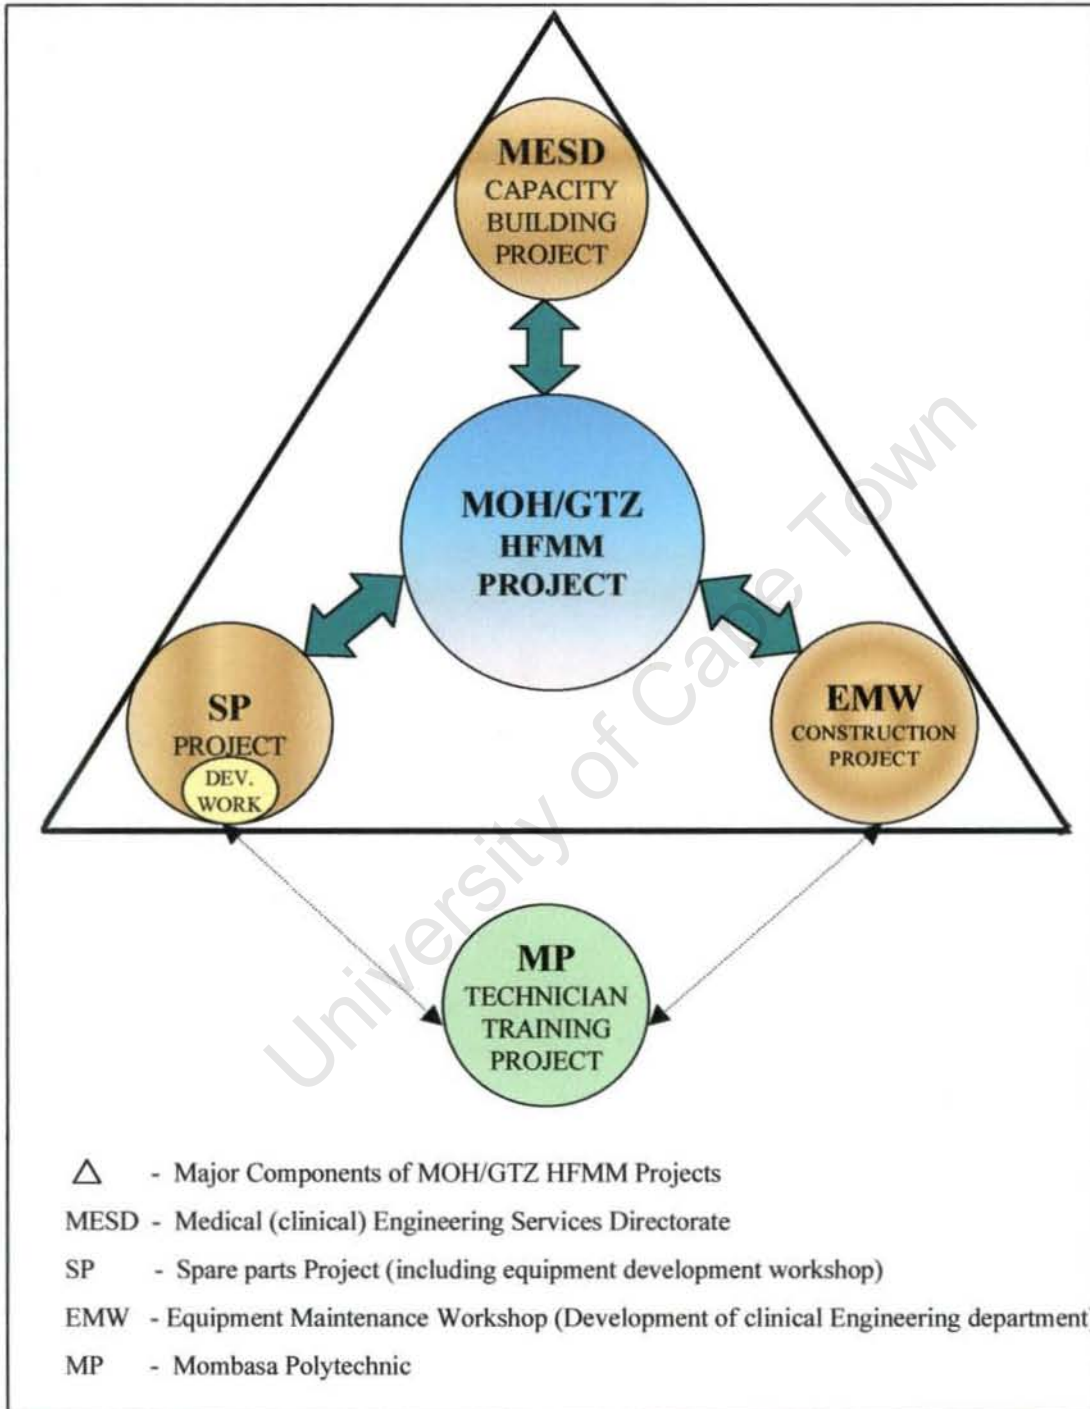 MESD
CAPACITY
BUILDING
PROJECT
MOH/GTZ
HFMM
PROJECT
SP
PROJECT
DEV.
WORK
EMW
CONSTRUCTION
PROJECT
MP
TECHNICIAN
TRAINING
PROJECT
University of Cape Town
△ - Major Components of MOH/GTZ HFMM Projects
MESD - Medical (clinical) Engineering Services Directorate
SP - Spare parts Project (including equipment development workshop)
EMW - Equipment Maintenance Workshop (Development of clinical Engineering department
MP - Mombasa Polytechnic